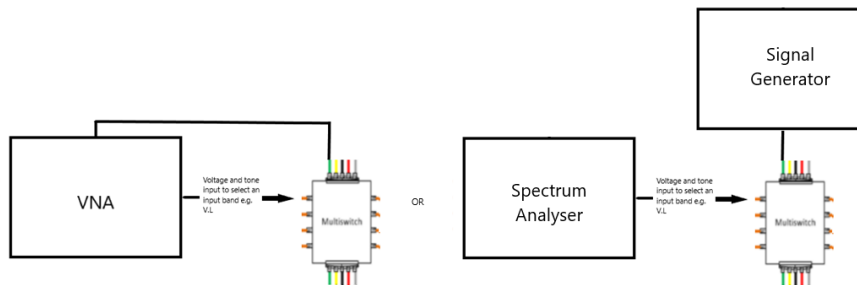 Signal
Generator
VNA
Voltage and tone
input to select an
input band e.g.
V.L
Multiswitch
OR
Spectrum
Analyser
Voltage and tone
input to select an
input band e.g.
V.L
Multiswitch